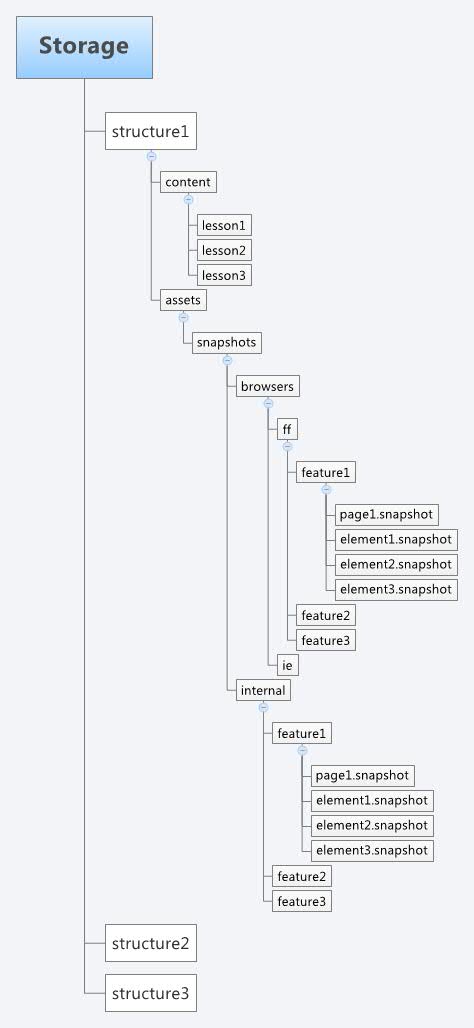 Storage
structure1
content
lesson1
lesson2
lesson3
assets
snapshots
browsers
ff
feature1
page1.snapshot
element1.snapshot
element2.snapshot
element3.snapshot
feature2
feature3
ie
internal
feature1
page1.snapshot
element1.snapshot
element2.snapshot
element3.snapshot
feature2
feature3
structure2
structure3